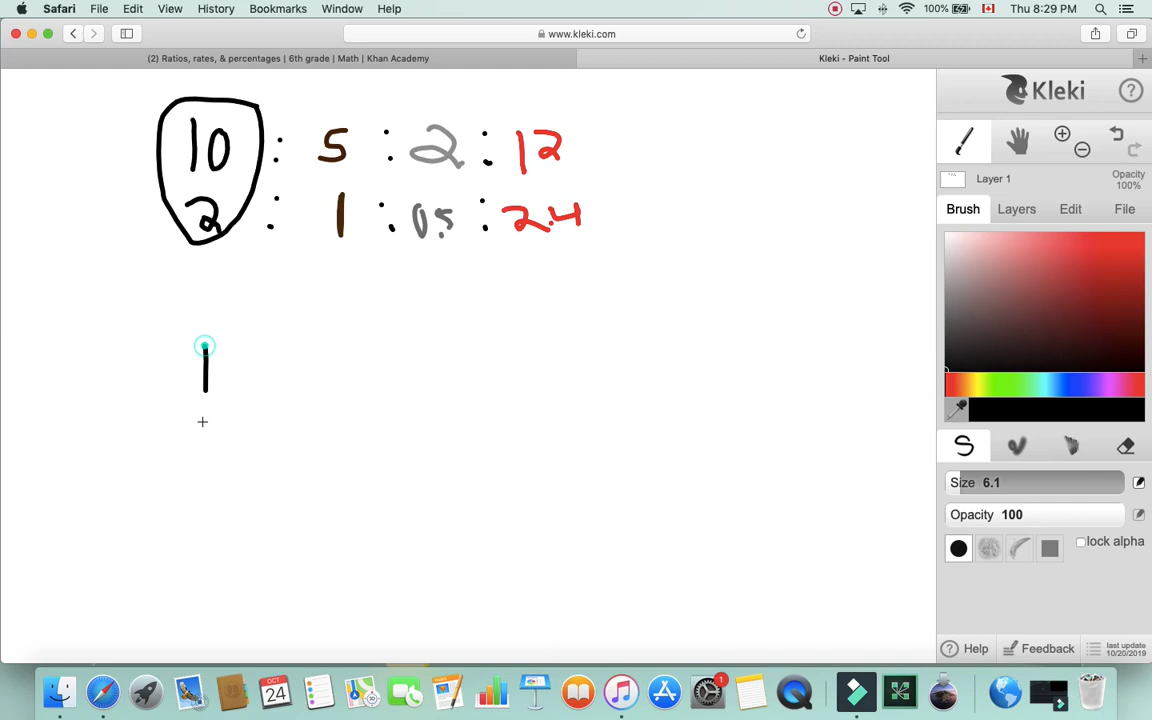 Safari File Edit View History Bookmarks Window Help 100% Thu 8:29 PM
www.kleki.com
(2) Ratios, rates, & percentages | 6th grade | Math | Khan Academy Kleki - Paint Tool
Kleki ?
10 : 5 : 2 : 12
2 : 1 : 0.5 : 2.4
1
Layer 1 Opacity 100%
Brush Layers Edit File
Size 6.1
Opacity 100
lock alpha
? Help Feedback last update 10/20/2019
OCT 24 1